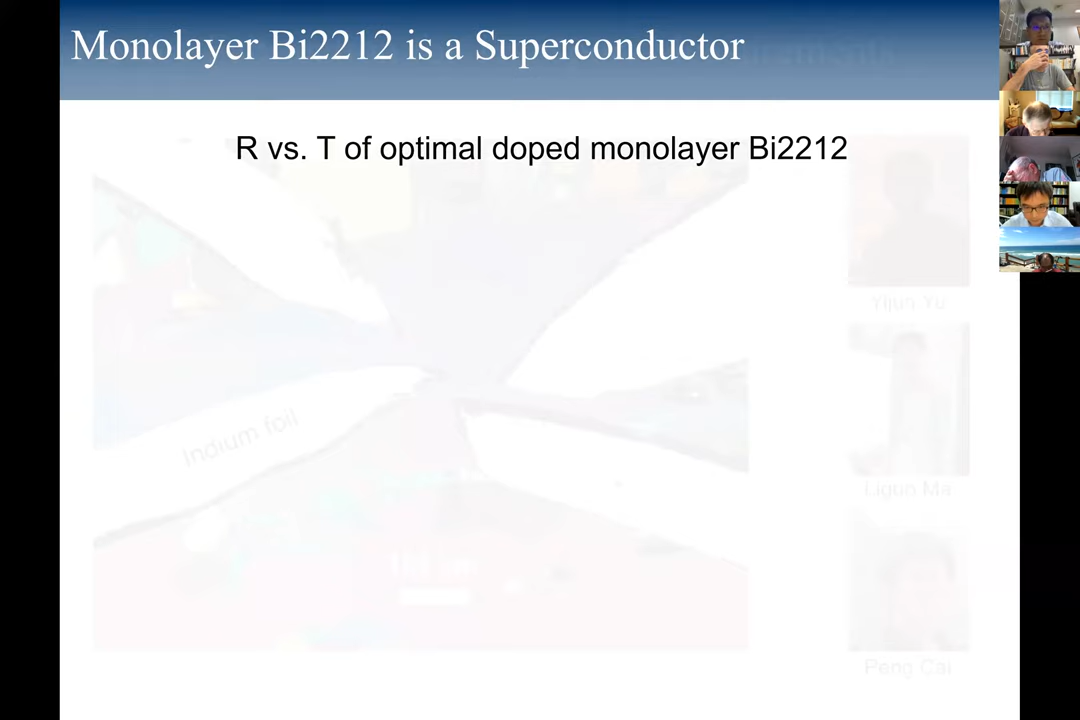 Monolayer Bi2212 is a Superconductor
R vs. T of optimal doped monolayer Bi2212
Yijun Yu
Indium foil
Liguo Ma
Peng Cai